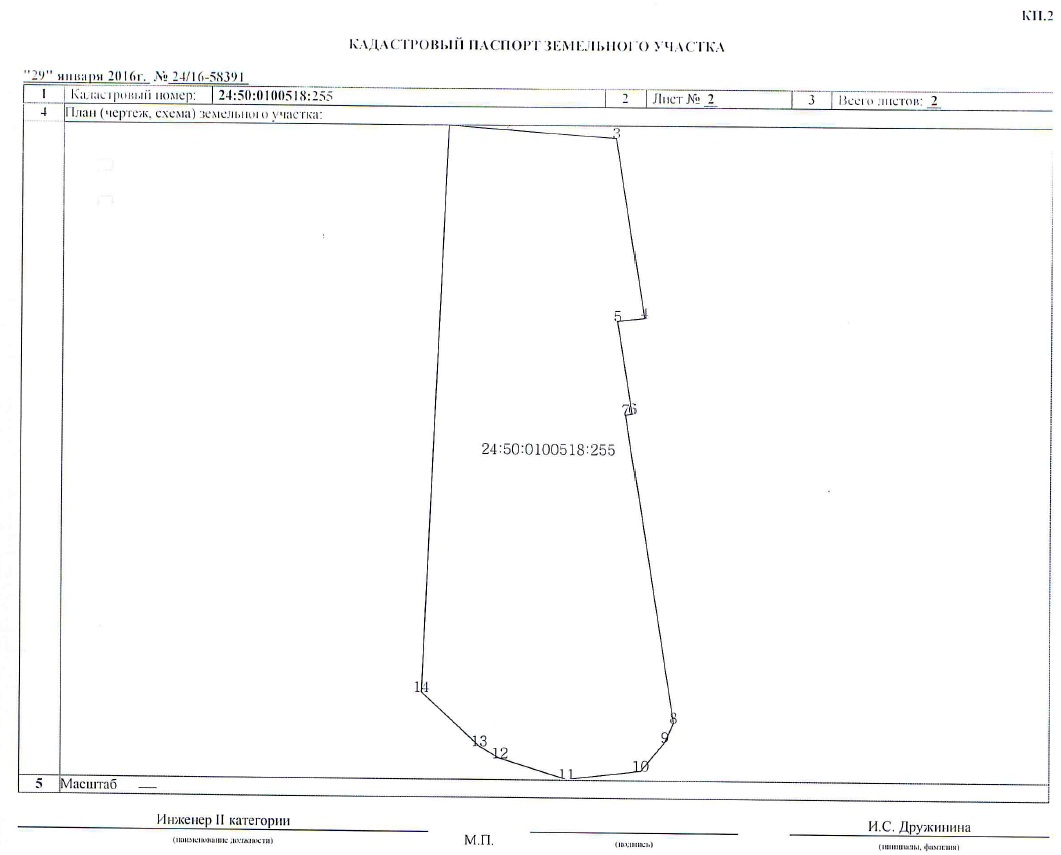 КП.2
КАДАСТРОВЫЙ ПАСПОРТ ЗЕМЕЛЬНОГО УЧАСТКА
"29" января 2016г. № 24/16-58391
1 Кадастровый номер: 24:50:0100518:255 2 Лист № 2 3 Всего листов: 2
4 План (чертеж, схема) земельного участка:
3
4
5
7 6
24:50:0100518:255
14
8
9
13
12
10
11
5 Масштаб —
Инженер II категории
И.С. Дружинина
(наименование должности) М.П. (подпись) (инициалы, фамилия)